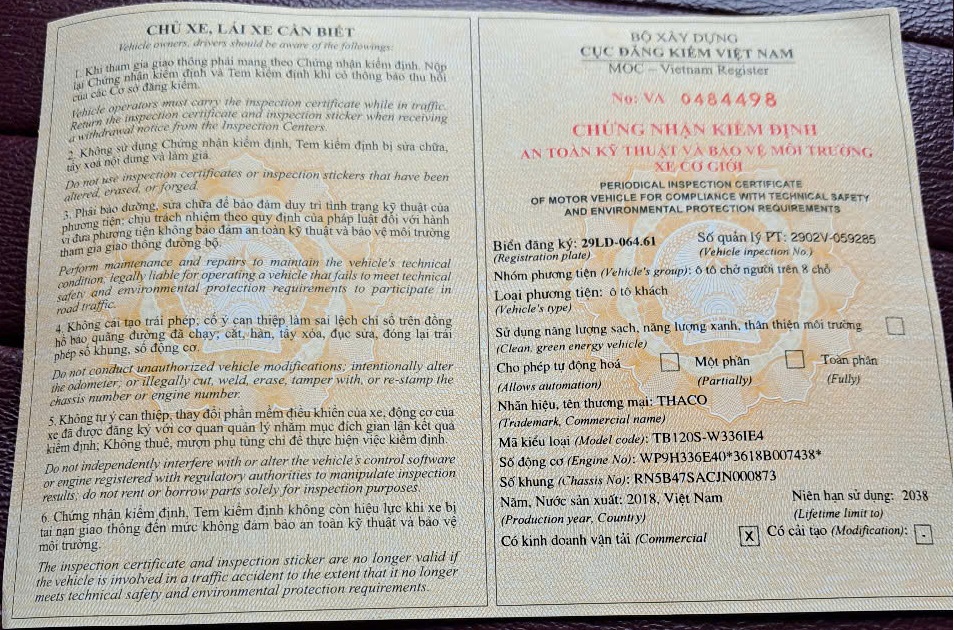 CHỦ XE, LÁI XE CẦN BIẾT
Vehicle owners, drivers should be aware of the followings:
1. Khi tham gia giao thông phải mang theo Chứng nhận kiểm định. Nộp
lại Chứng nhận kiểm định và Tem kiểm định khi có thông báo thu hồi
của các Cơ sở đăng kiểm.
Vehicle operators must carry the inspection certificate while in traffic.
Return the inspection certificate and inspection sticker when receiving
a withdrawal notice from the Inspection Centers.
2. Không sử dụng Chứng nhận kiểm định, Tem kiểm định bị sửa chữa,
tẩy xoá nội dung và làm giả.
Do not use inspection certificates or inspection stickers that have been
altered, erased, or forged.
3. Phải bảo dưỡng, sửa chữa để bảo đảm duy trì tình trạng kỹ thuật của
phương tiện; chịu trách nhiệm theo quy định của pháp luật đối với hành
vi đưa phương tiện không bảo đảm an toàn kỹ thuật và bảo vệ môi trường
tham gia giao thông đường bộ.
Perform maintenance and repairs to maintain the vehicle's technical
condition, legally liable for operating a vehicle that fails to meet technical
safety and environmental protection requirements to participate in
road traffic.
4. Không cải tạo trái phép; cố ý can thiệp làm sai lệch chỉ số trên đồng
hồ báo quãng đường đã chạy; cắt, hàn, tẩy xóa, đục sửa, đóng lại trái
phép số khung, số động cơ.
Do not conduct unauthorized vehicle modifications; intentionally alter
the odometer; or illegally cut, weld, erase, tamper with, or re-stamp the
chassis number or engine number.
5. Không tự ý can thiệp, thay đổi phần mềm điều khiển của xe, động cơ của
xe đã được đăng ký với cơ quan quản lý nhằm mục đích gian lận kết quả
kiểm định; Không thuê, mượn phụ tùng chỉ để thực hiện việc kiểm định.
Do not independently interfere with or alter the vehicle's control software
or engine registered with regulatory authorities to manipulate inspection
results; do not rent or borrow parts solely for inspection purposes.
6. Chứng nhận kiểm định, Tem kiểm định không còn hiệu lực khi xe bị
tai nạn giao thông đến mức không đảm bảo an toàn kỹ thuật và bảo vệ
môi trường.
The inspection certificate and inspection sticker are no longer valid if
the vehicle is involved in a traffic accident to the extent that it no longer
meets technical safety and environmental protection requirements.
BỘ XÂY DỰNG
CỤC ĐĂNG KIỂM VIỆT NAM
MOC – Vietnam Register
No: VA 0484498
CHỨNG NHẬN KIỂM ĐỊNH
AN TOÀN KỸ THUẬT VÀ BẢO VỆ MÔI TRƯỜNG
XE CƠ GIỚI
PERIODICAL INSPECTION CERTIFICATE
OF MOTOR VEHICLE FOR COMPLIANCE WITH TECHNICAL SAFETY
AND ENVIRONMENTAL PROTECTION REQUIREMENTS
Biển đăng ký: 29LD-064.61 Số quản lý PT: 2902V-059285
(Registration plate) (Vehicle inpection No.)
Nhóm phương tiện (Vehicle's group): ô tô chở người trên 8 chỗ
Loại phương tiện: ô tô khách
(Vehicle's type)
Sử dụng năng lượng sạch, năng lượng xanh, thân thiện môi trường
(Clean, green energy vehicle)
Cho phép tự động hoá Một phần Toàn phần
(Allows automation) (Partially) (Fully)
Nhãn hiệu, tên thương mại: THACO
(Trademark, Commercial name)
Mã kiểu loại (Model code): TB120S-W336IE4
Số động cơ (Engine No): WP9H336E40*3618B007438*
Số khung (Chassis No): RN5B47SACJN000873
Năm, Nước sản xuất: 2018, Việt Nam Niên hạn sử dụng: 2038
(Production year, Country) (Lifetime limit to)
Có kinh doanh vận tải (Commercial X Có cải tạo (Modification): -